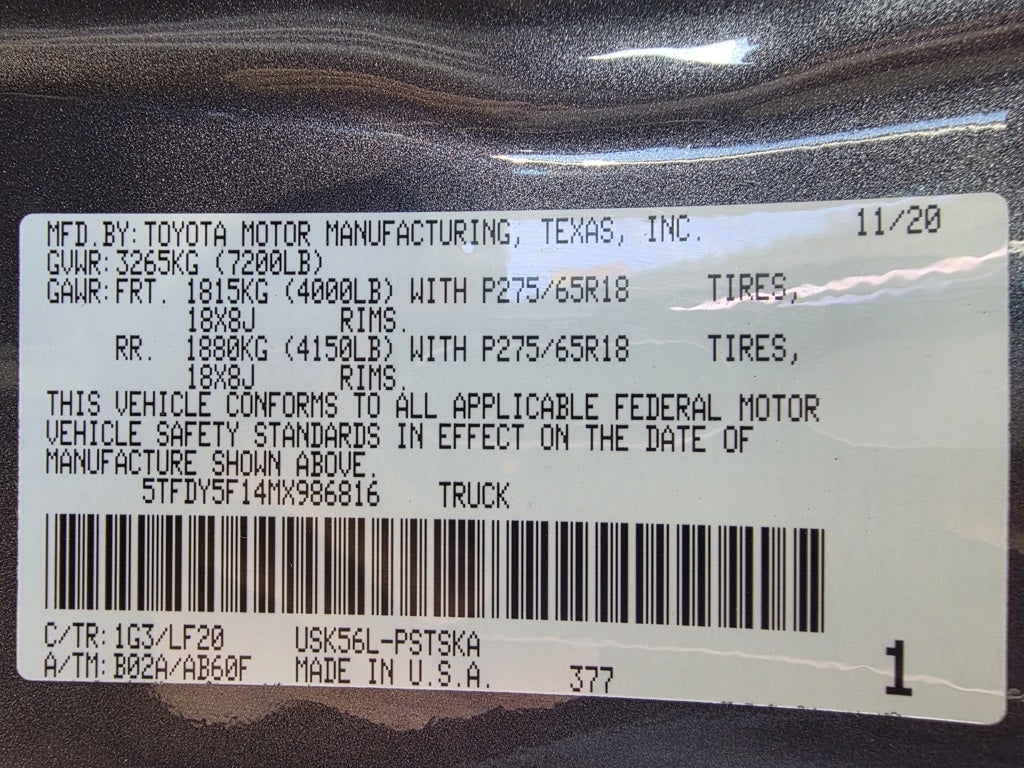 MFD.BY:TOYOTA MOTOR MANUFACTURING, TEXAS, INC. 11/20
GVWR:3265KG (7200LB)
GAWR:FRT. 1815KG (4000LB) WITH P275/65R18 TIRES,
18X8J RIMS.
RR. 1880KG (4150LB) WITH P275/65R18 TIRES,
18X8J RIMS.
THIS VEHICLE CONFORMS TO ALL APPLICABLE FEDERAL MOTOR
VEHICLE SAFETY STANDARDS IN EFFECT ON THE DATE OF
MANUFACTURE SHOWN ABOVE.
5TFDY5F14MX986816 TRUCK
C/TR:1G3/LF20 USK56L-PSTSKA
A/TM:B02A/AB60F MADE IN U.S.A. 377 1